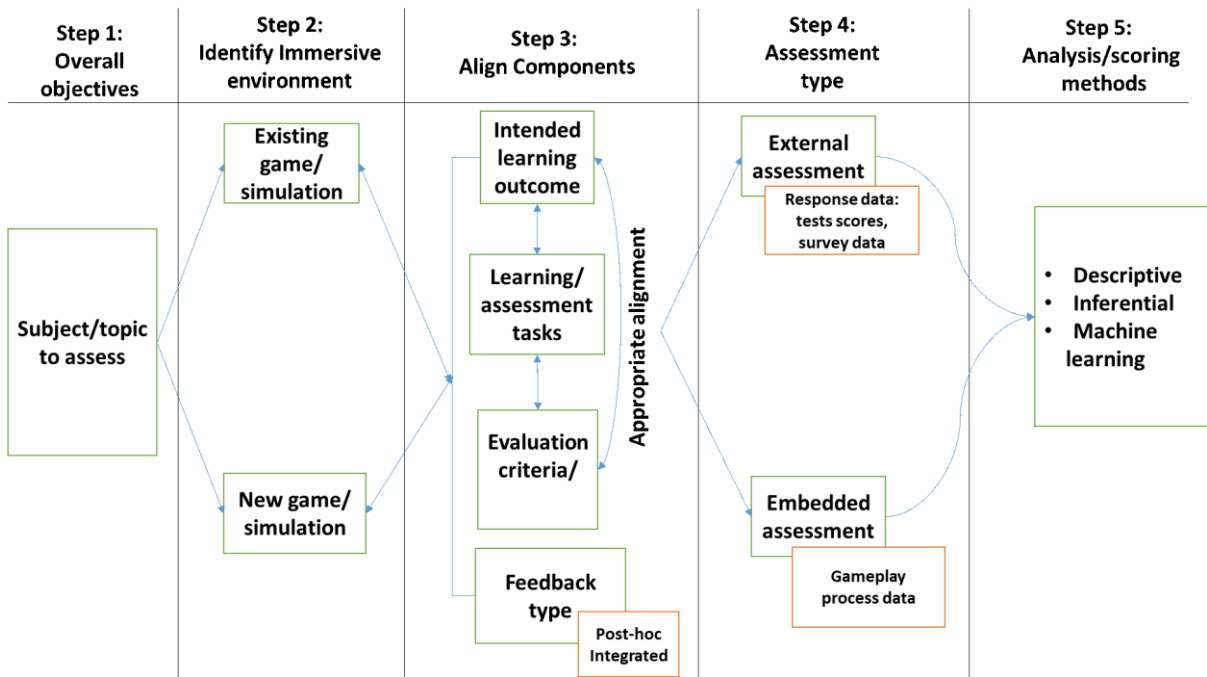 Step 1:
Overall
objectives
Step 2:
Identify Immersive
environment
Step 3:
Align Components
Step 4:
Assessment
type
Step 5:
Analysis/scoring
methods
Subject/topic
to assess
Existing
game/
simulation
New game/
simulation
Intended
learning
outcome
Learning/
assessment
tasks
Evaluation
criteria/
Appropriate alignment
Feedback
type
Post-hoc
Integrated
External
assessment
Response data:
tests scores,
survey data
Embedded
assessment
Gameplay
process data
• Descriptive
• Inferential
• Machine
learning